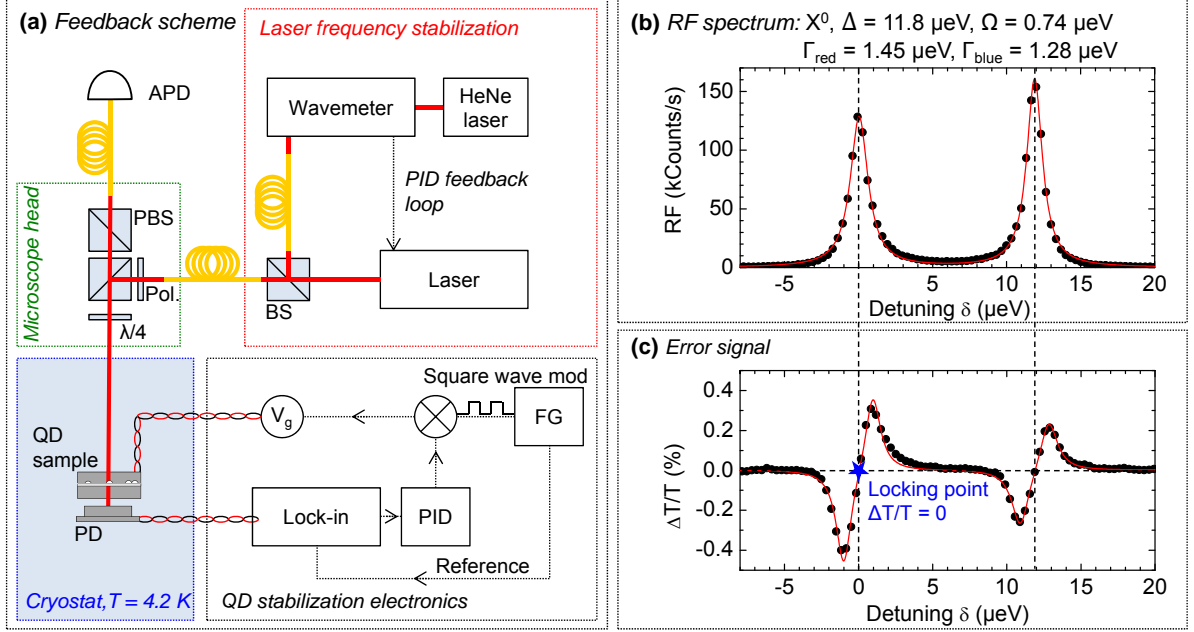 (a) Feedback scheme
Laser frequency stabilization
APD
Wavemeter
HeNe
laser
PID feedback
loop
Microscope head
PBS
Pol.
λ/4
BS
Laser
Square wave mod
V_g
FG
QD
sample
PD
Lock-in
PID
Reference
Cryostat, T = 4.2 K
QD stabilization electronics
(b) RF spectrum: X⁰, Δ = 11.8 µeV, Ω = 0.74 µeV
Γ_red = 1.45 µeV, Γ_blue = 1.28 µeV
RF (kCounts/s)
150
100
50
0
-5 0 5 10 15 20
Detuning δ (µeV)
(c) Error signal
ΔT/T (%)
0.4
0.2
0.0
-0.2
-0.4
Locking point
ΔT/T = 0
-5 0 5 10 15 20
Detuning δ (µeV)